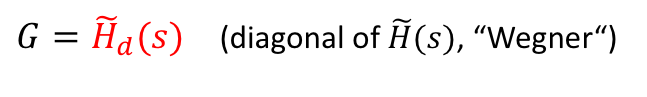 G = H̃_d(s) (diagonal of H̃(s), “Wegner“)